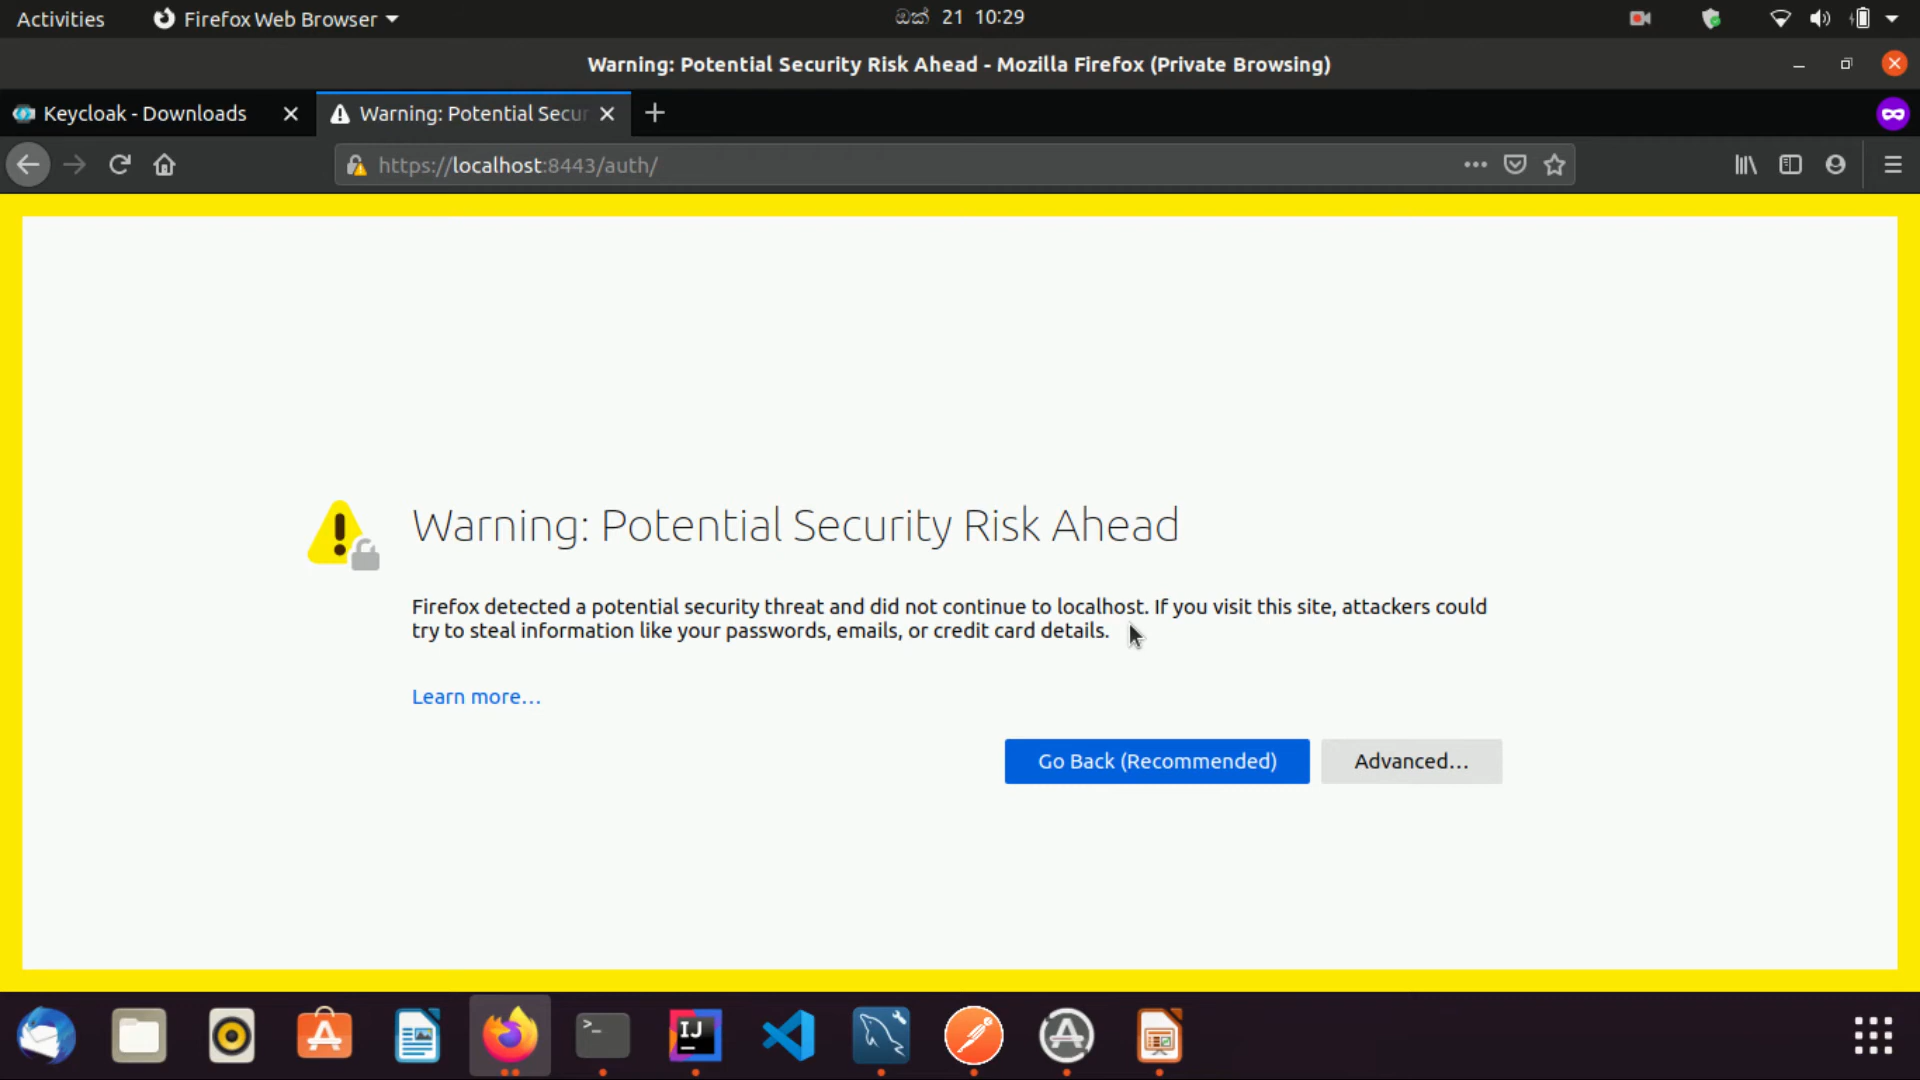 Activities
Firefox Web Browser
ඔක් 21 10:29
Warning: Potential Security Risk Ahead - Mozilla Firefox (Private Browsing)
Keycloak - Downloads
Warning: Potential Secur
https://localhost:8443/auth/
Warning: Potential Security Risk Ahead
Firefox detected a potential security threat and did not continue to localhost. If you visit this site, attackers could
try to steal information like your passwords, emails, or credit card details.
Learn more…
Go Back (Recommended)
Advanced…
>_
IJ